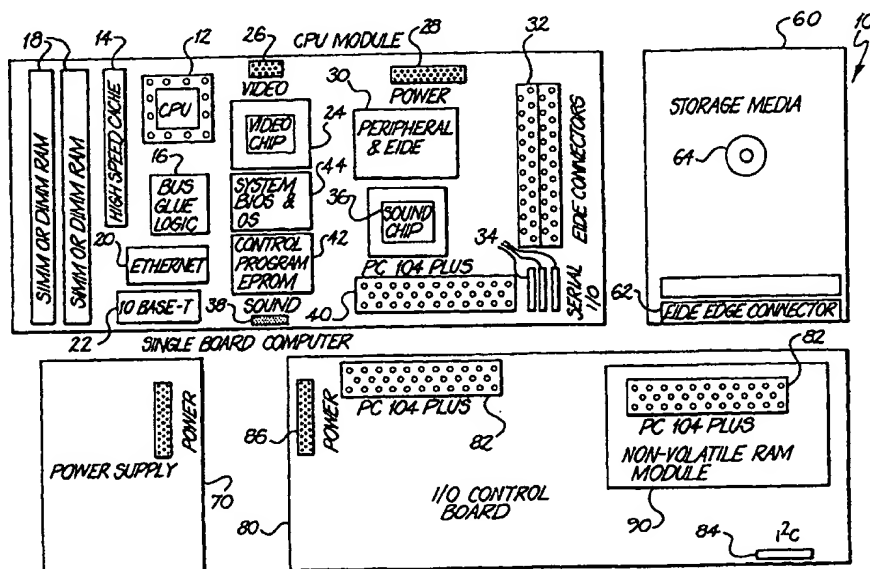 CPU MODULE
18
14
12
26
28
32
60
10
SIMM OR DIMM RAM
SIMM OR DIMM RAM
HIGH SPEED CACHE
CPU
VIDEO
POWER
30
VIDEO
CHIP
24
PERIPHERAL
& EIDE
EIDE CONNECTORS
STORAGE MEDIA
64
16
BUS
GLUE
LOGIC
44
SYSTEM
BIOS &
OS
36
SOUND
CHIP
20
ETHERNET
42
CONTROL
PROGRAM
EPROM
34
PC 104 PLUS
SERIAL
I/O
22
10 BASE-T
38
SOUND
40
62
EIDE EDGE CONNECTOR
SINGLE BOARD COMPUTER
82
POWER
POWER SUPPLY
70
86
POWER
PC 104 PLUS
82
PC 104 PLUS
NON-VOLATILE RAM
MODULE
80
I/O CONTROL
BOARD
90
84
I²C